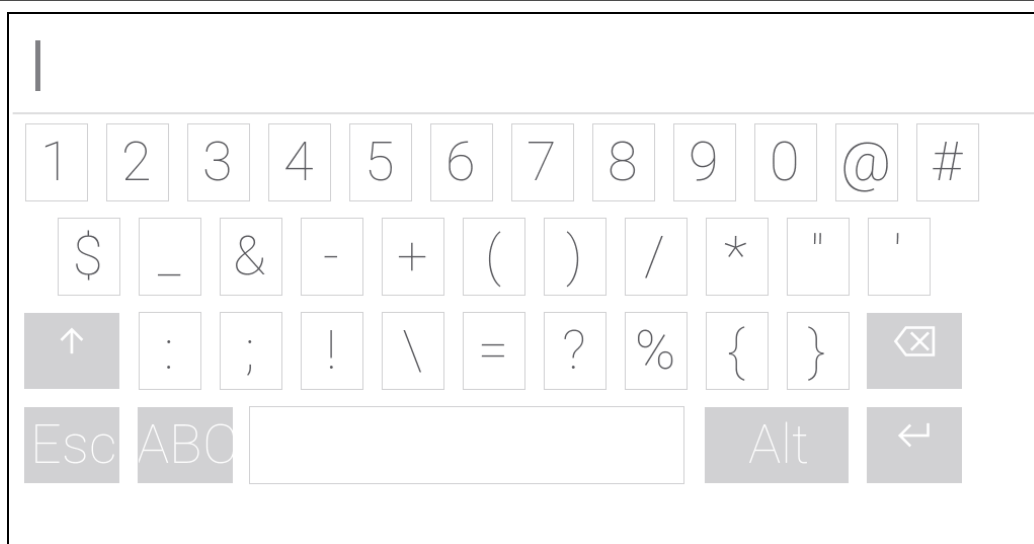 1 2 3 4 5 6 7 8 9 0 @ #
$ _ & - + ( ) / * " '
: ; ! \ = ? % { }
Esc ABC Alt